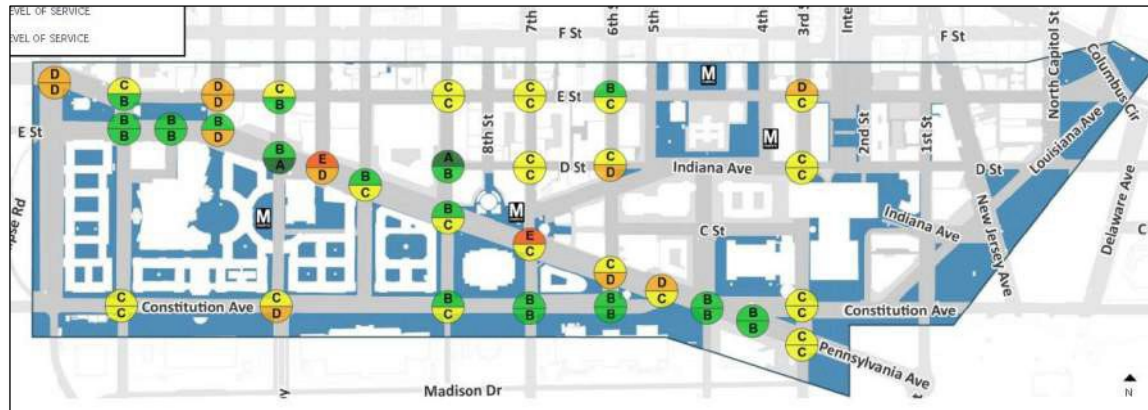 EVEL OF SERVICE
EVEL OF SERVICE
7th
6th St
5th
4th
3rd S
Inte
F St
F St
North Capitol St
Columbus Cir
D
D
C
B
D
D
C
B
C
C
C
C
E St
B
C
M
D
C
E St
B
B
B
B
B
D
8th St
M
2nd St
1st St
Louisiana Ave
B
A
E
D
A
B
C
C
D St
C
D
Indiana Ave
C
C
D St
B
C
pse Rd
M
B
C
M
Indiana Ave
New Jersey Ave
Delaware Ave
E
C
C St
C
C
D
D
C
C
C
Constitution Ave
C
D
B
C
B
B
B
B
B
B
B
B
C
C
Constitution Ave
C
C
Pennsylvania Ave
Madison Dr
y
t
N